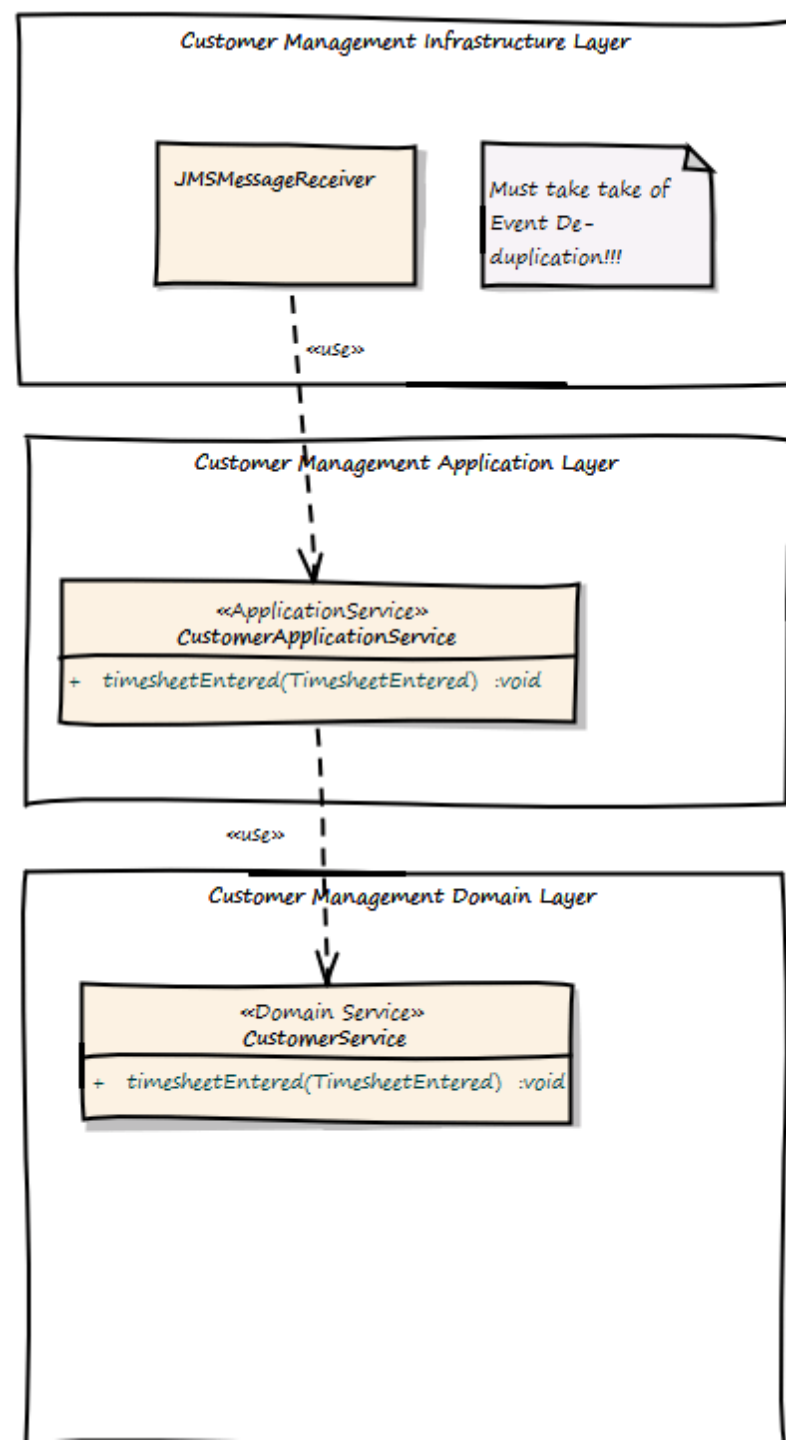 Customer Management Infrastructure Layer
JMSMessageReceiver
Must take take of
Event De-
duplication!!!
«use»
Customer Management Application Layer
«ApplicationService»
CustomerApplicationService
+ timesheetEntered(TimesheetEntered) :void
«use»
Customer Management Domain Layer
«Domain Service»
CustomerService
+ timesheetEntered(TimesheetEntered) :void